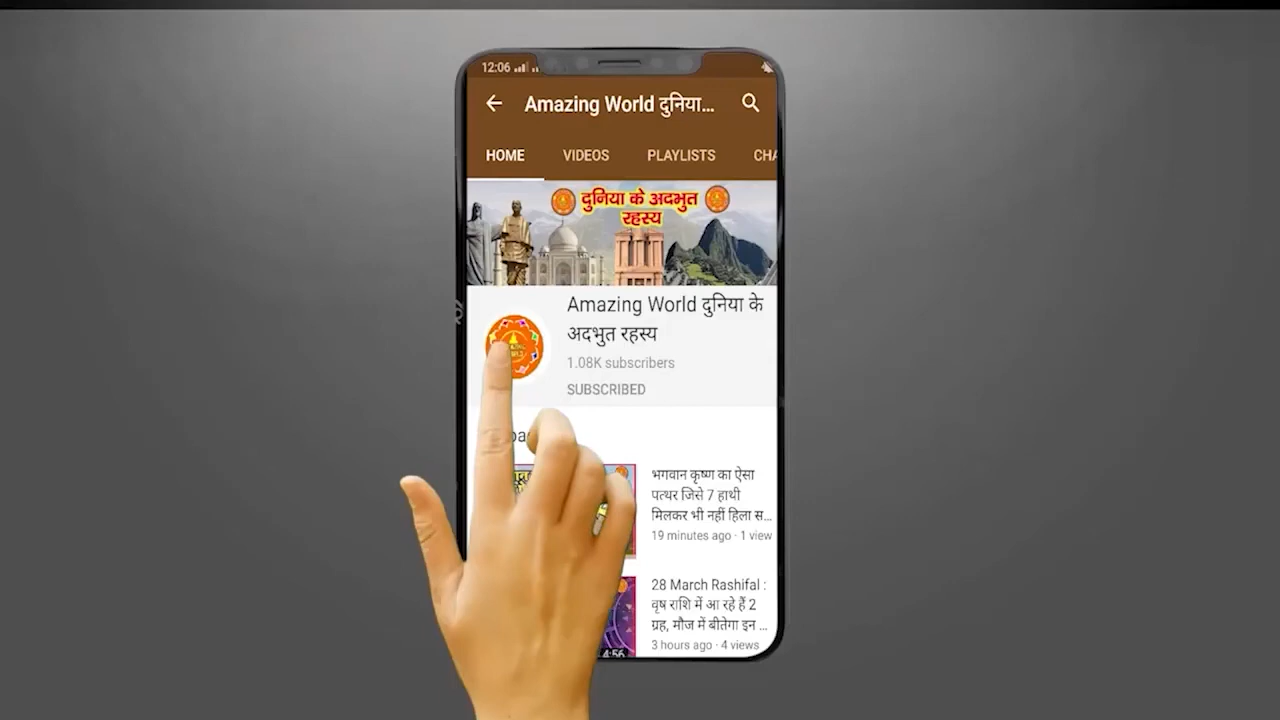 12:06
Amazing World दुनिया...
HOME VIDEOS PLAYLISTS CHA
दुनिया के अदभुत
रहस्य
Amazing World दुनिया के
अदभुत रहस्य
1.08K subscribers
SUBSCRIBED
भगवान कृष्ण का ऐसा
पत्थर जिसे 7 हाथी
मिलकर भी नहीं हिला स...
19 minutes ago · 1 view
28 March Rashifal :
वृष राशि में आ रहे हैं 2
ग्रह, मौज में बीतेगा इन ...
3 hours ago · 4 views
4:56